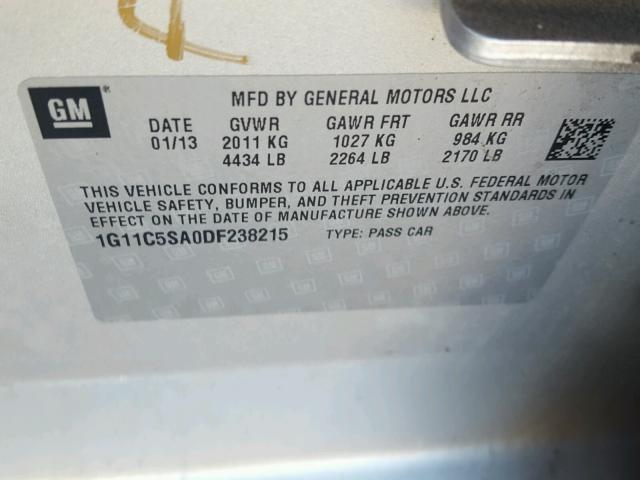 GM®
MFD BY GENERAL MOTORS LLC
DATE GVWR GAWR FRT GAWR RR
01/13 2011 KG 1027 KG 984 KG
4434 LB 2264 LB 2170 LB
THIS VEHICLE CONFORMS TO ALL APPLICABLE U.S. FEDERAL MOTOR
VEHICLE SAFETY, BUMPER, AND THEFT PREVENTION STANDARDS IN
EFFECT ON THE DATE OF MANUFACTURE SHOWN ABOVE.
1G11C5SA0DF238215 TYPE: PASS CAR